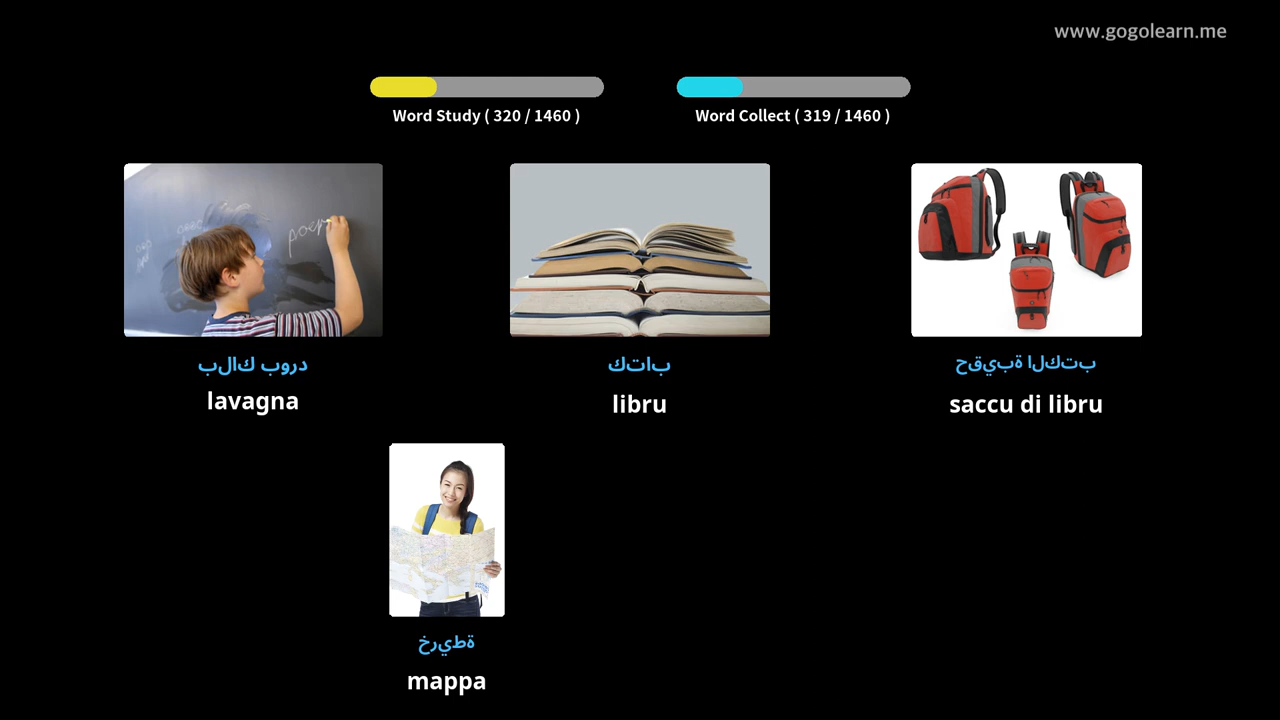 www.gogolearn.me
Word Study ( 320 / 1460 )
Word Collect ( 319 / 1460 )
بلاك بورد
lavagna
كتاب
libru
حقيبة الكتب
saccu di libru
خريطة
mappa